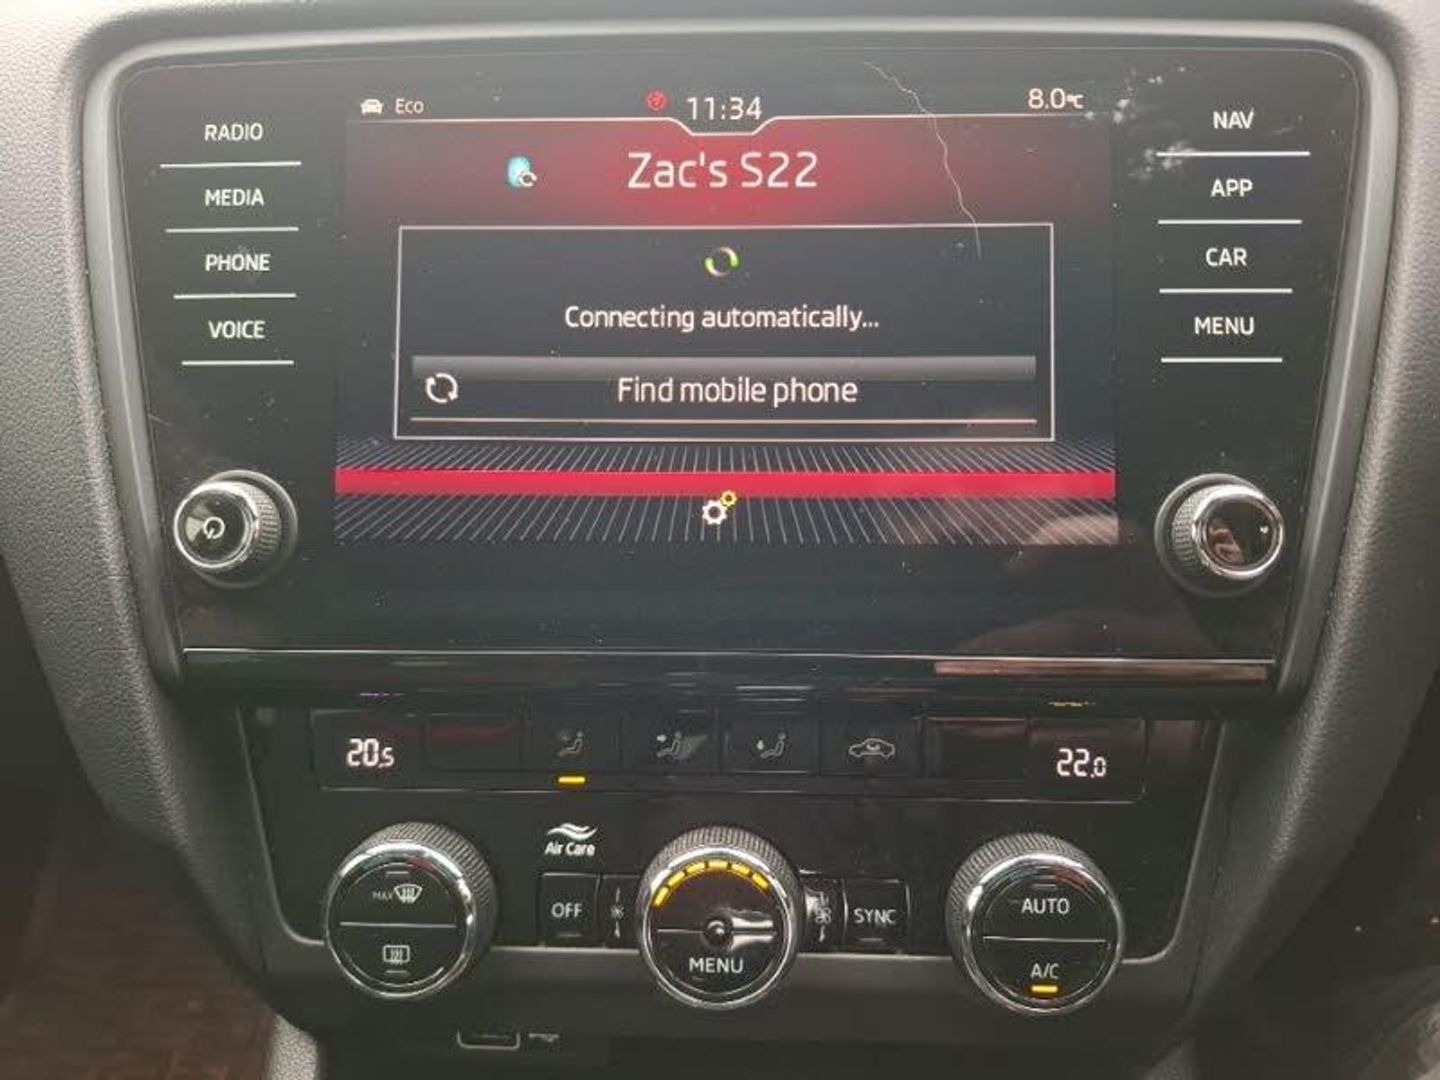 Eco
11:34
8.0°C
RADIO
MEDIA
PHONE
VOICE
Zac's S22
Connecting automatically...
Find mobile phone
NAV
APP
CAR
MENU
20.5
22.0
Air Care
MAX
OFF
MENU
SYNC
AUTO
A/C